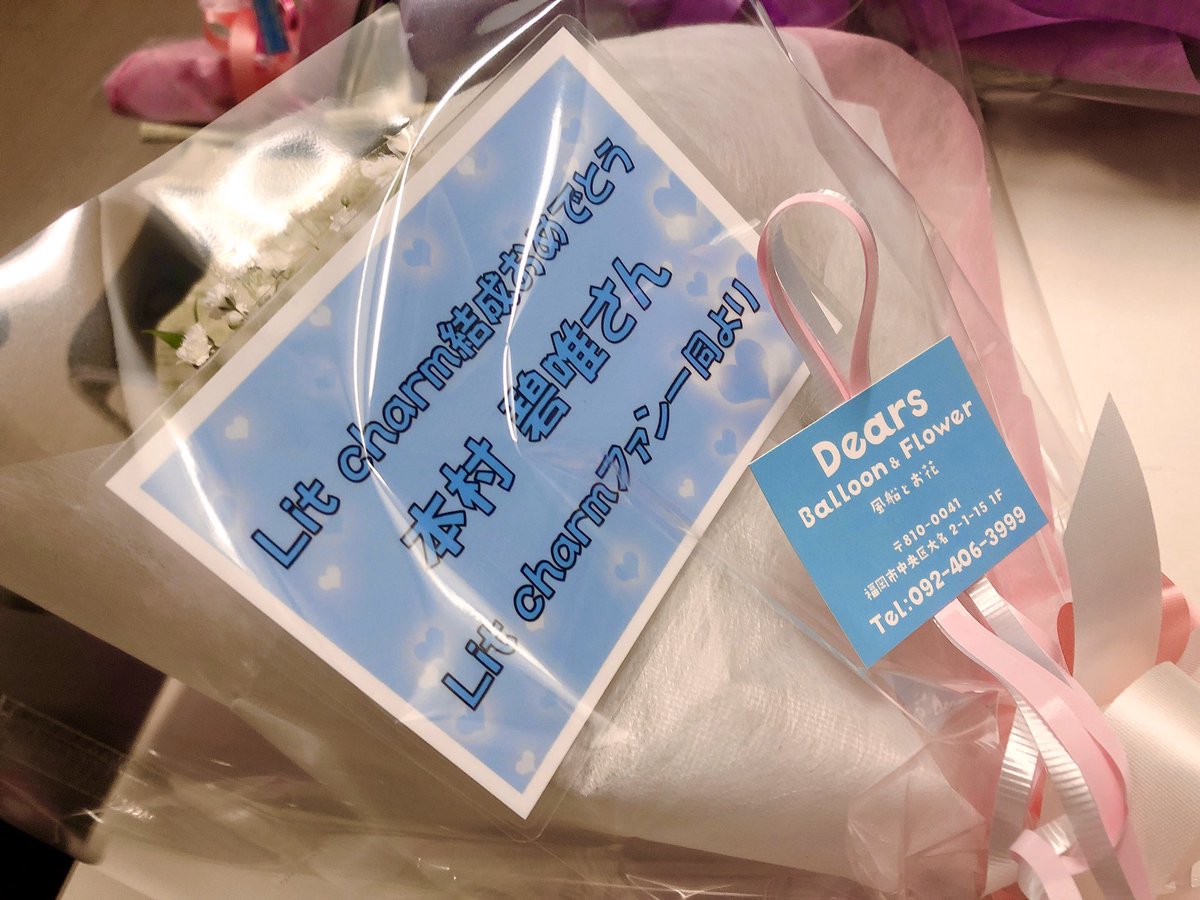 Lit charm結成おめでとう
本村 碧唯さん
Lit charmファン一同より
Dears
Balloon & Flower
風船とお花
〒810-0041
福岡市中央区大名 2-1-15 1F
Tel:092-406-3999